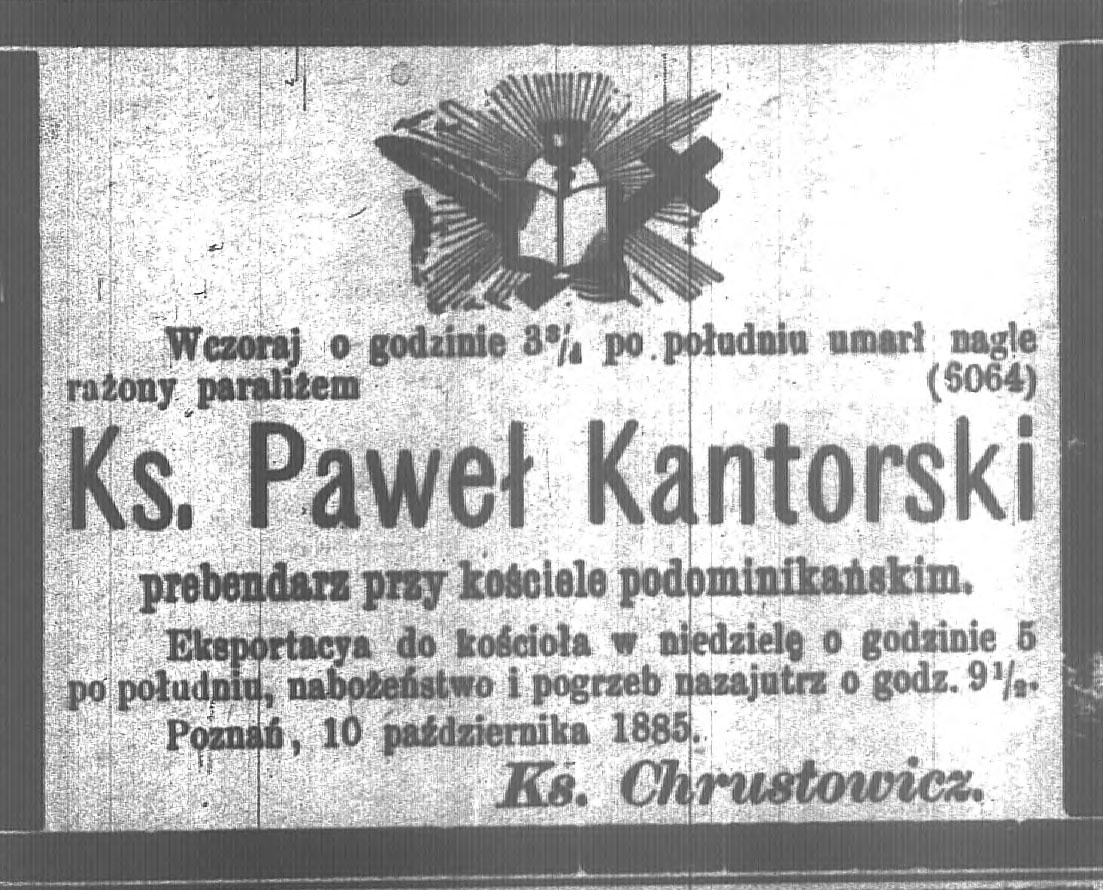 Wczoraj o godzinie 3¾ po południu umarł nagle
rażony paraliżem (5064)
Ks. Paweł Kantorski
prebendarz przy kościele podominikańskim.
Eksportacya do kościoła w niedzielę o godzinie 5
po południu, nabożeństwo i pogrzeb nazajutrz o godz. 9½.
Poznań, 10 października 1885.
Ks. Chrustowicz.